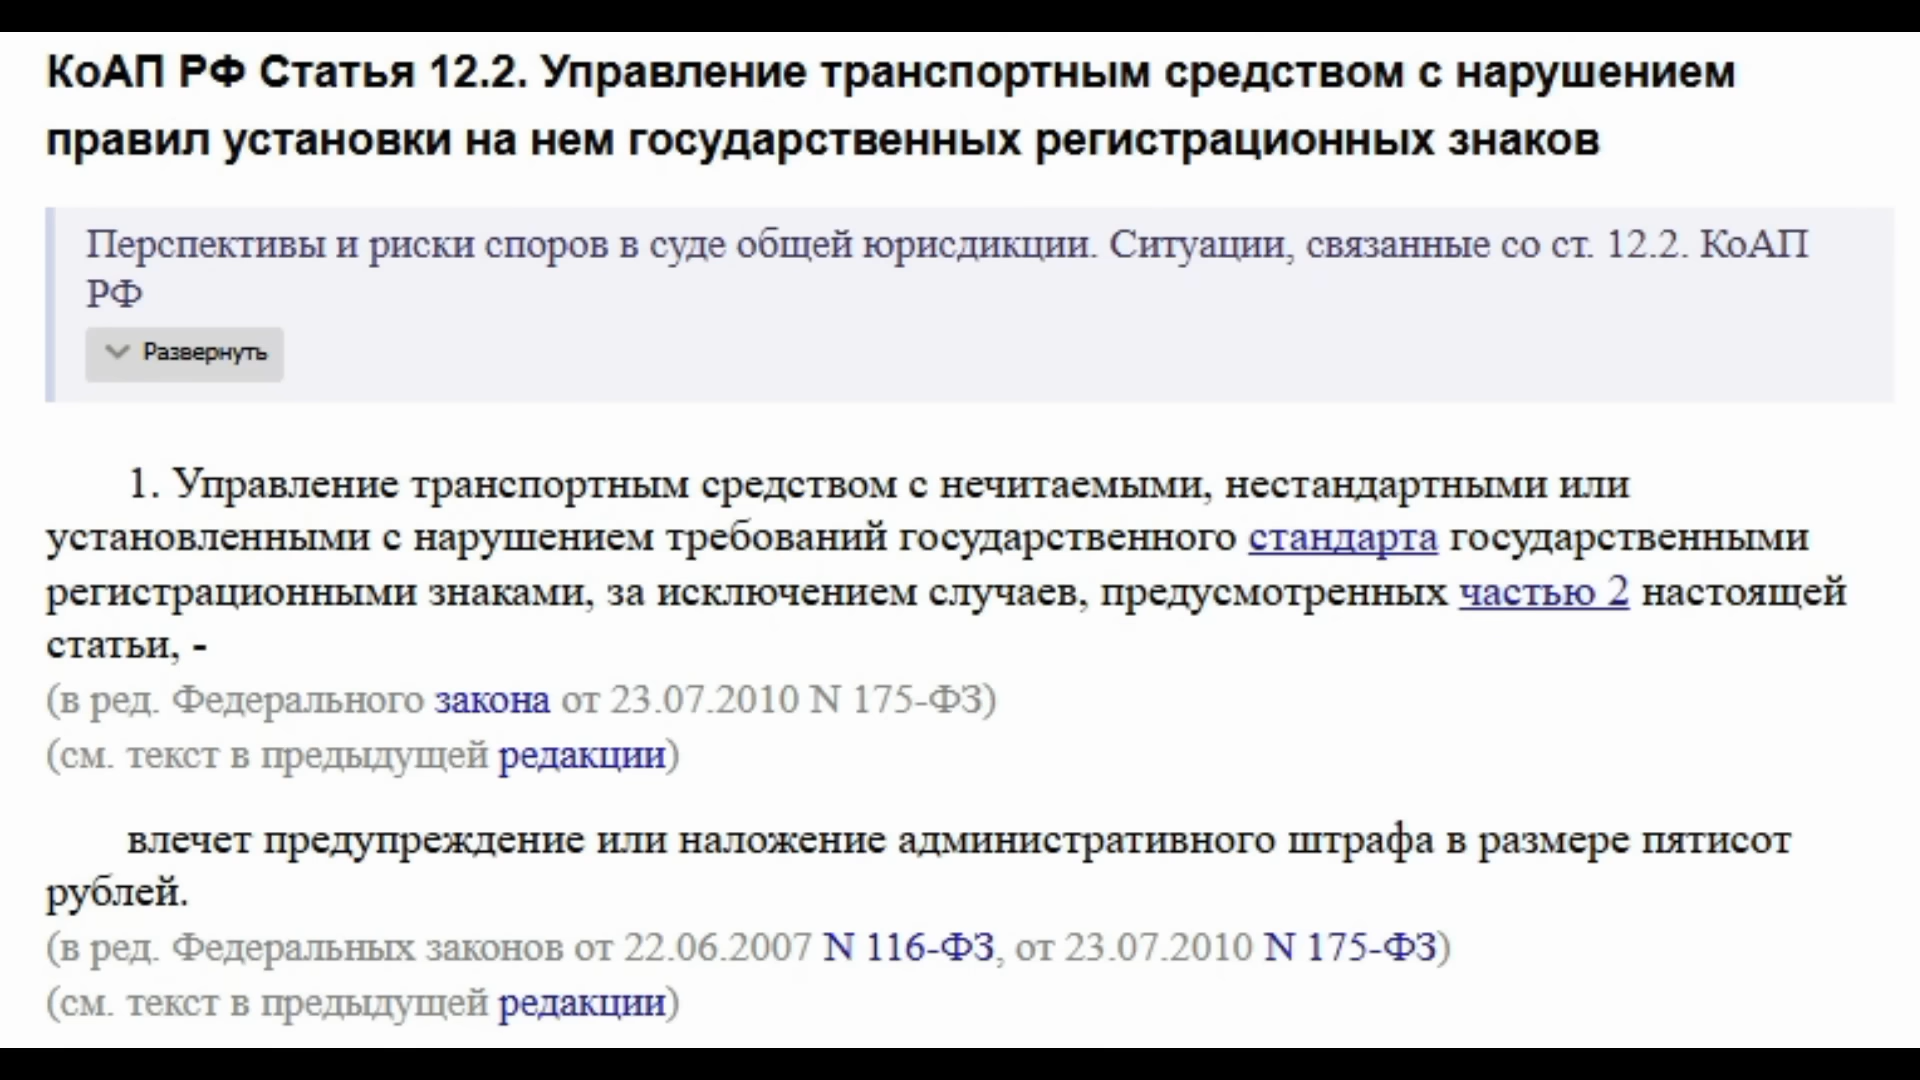 КоАП РФ Статья 12.2. Управление транспортным средством с нарушением
правил установки на нем государственных регистрационных знаков
Перспективы и риски споров в суде общей юрисдикции. Ситуации, связанные со ст. 12.2. КоАП
РФ
Развернуть
1. Управление транспортным средством с нечитаемыми, нестандартными или
установленными с нарушением требований государственного стандарта государственными
регистрационными знаками, за исключением случаев, предусмотренных частью 2 настоящей
статьи, -
(в ред. Федерального закона от 23.07.2010 N 175-ФЗ)
(см. текст в предыдущей редакции)
влечет предупреждение или наложение административного штрафа в размере пятисот
рублей.
(в ред. Федеральных законов от 22.06.2007 N 116-ФЗ, от 23.07.2010 N 175-ФЗ)
(см. текст в предыдущей редакции)